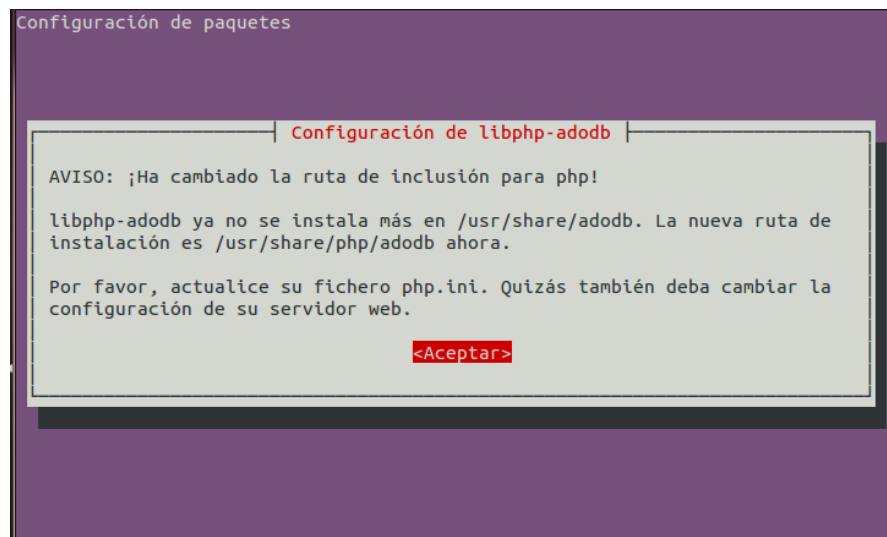 Configuración de paquetes
Configuración de libphp-adodb
AVISO: ¡Ha cambiado la ruta de inclusión para php!
libphp-adodb ya no se instala más en /usr/share/adodb. La nueva ruta de
instalación es /usr/share/php/adodb ahora.
Por favor, actualice su fichero php.ini. Quizás también deba cambiar la
configuración de su servidor web.
<Aceptar>